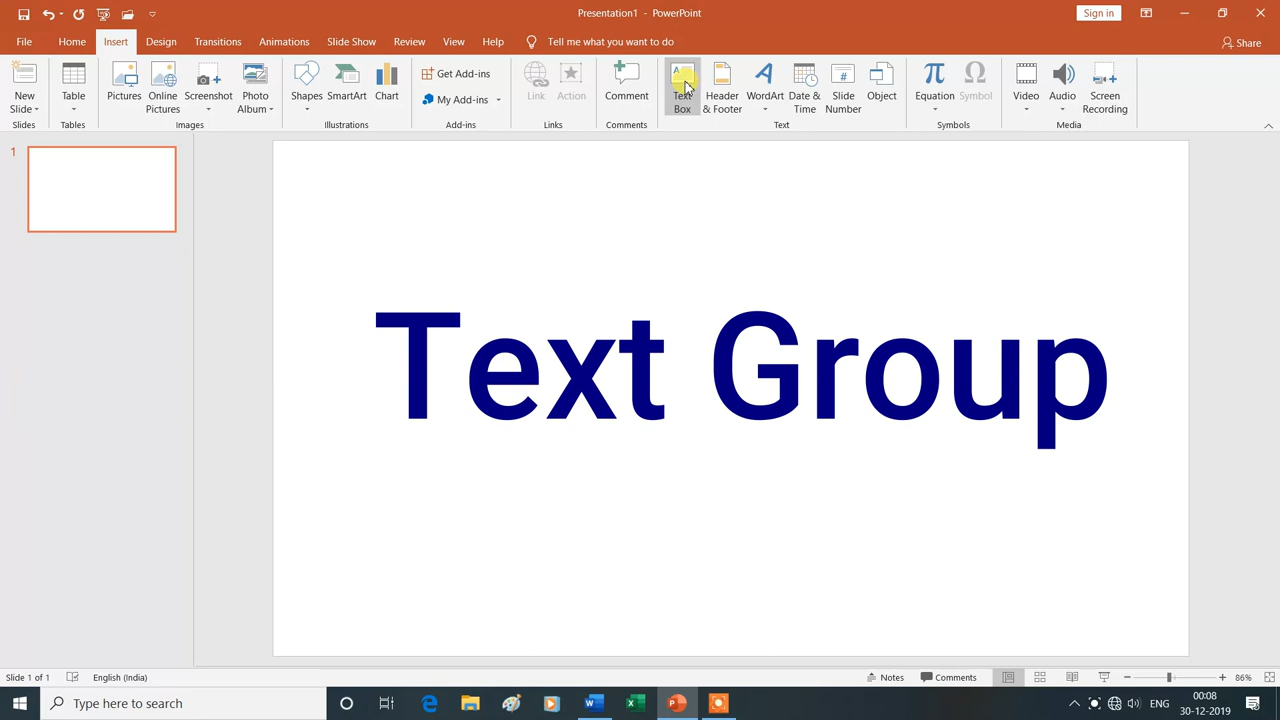 Presentation1 - PowerPoint
Sign in
File Home Insert Design Transitions Animations Slide Show Review View Help Tell me what you want to do
Share
New Slide
Table
Pictures
Online Pictures
Screenshot
Photo Album
Shapes
SmartArt
Chart
Get Add-ins
My Add-ins
Link
Action
Comment
Text Box
Header & Footer
WordArt
Date & Time
Slide Number
Object
Equation
Symbol
Video
Audio
Screen Recording
Slides Tables Images Illustrations Add-ins Links Comments Text Symbols Media
1
Text Group
Slide 1 of 1 English (India) Notes Comments 86%
Type here to search
ENG
00:08
30-12-2019